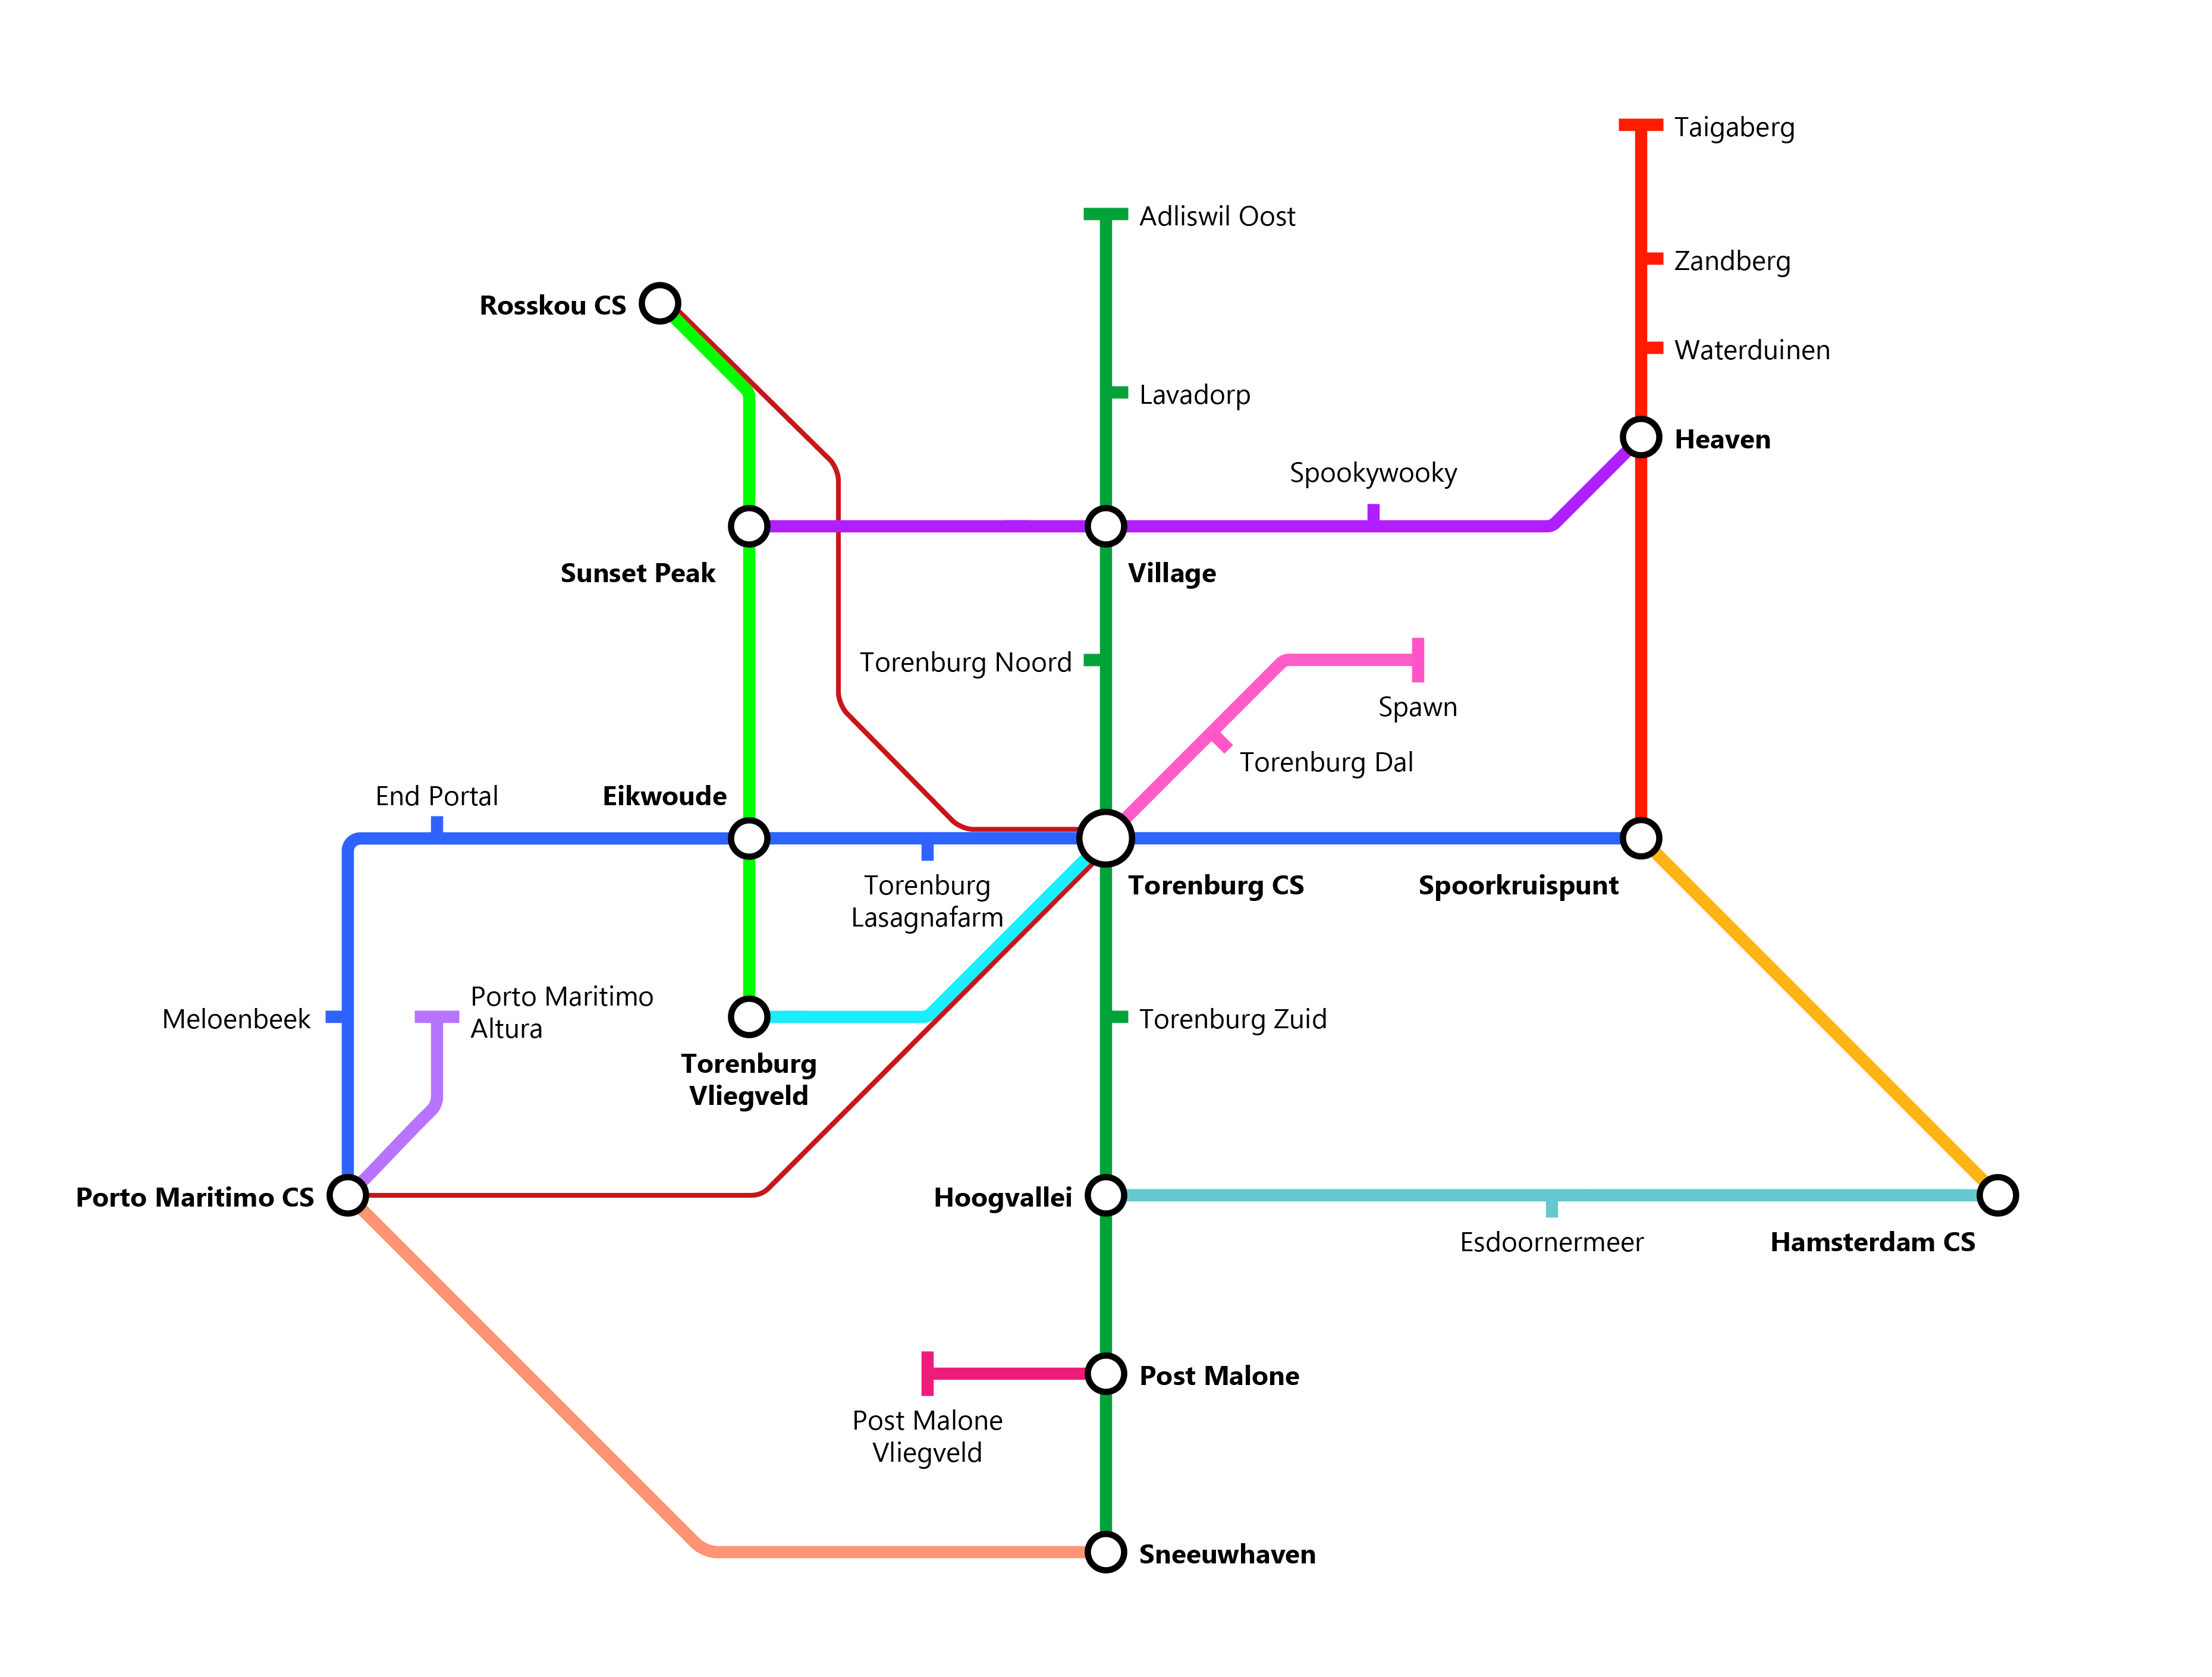 Taigaberg
Adliswil Oost
Zandberg
Rosskou CS
Waterduinen
Lavadorp
Heaven
Spookywooky
Sunset Peak
Village
Torenburg Noord
Spawn
Torenburg Dal
End Portal
Eikwoude
Torenburg
Lasagnafarm
Torenburg CS
Spoorkruispunt
Porto Maritimo
Altura
Meloenbeek
Torenburg Zuid
Torenburg
Vliegveld
Porto Maritimo CS
Hoogvallei
Esdoornermeer
Hamsterdam CS
Post Malone
Post Malone
Vliegveld
Sneeuwhaven